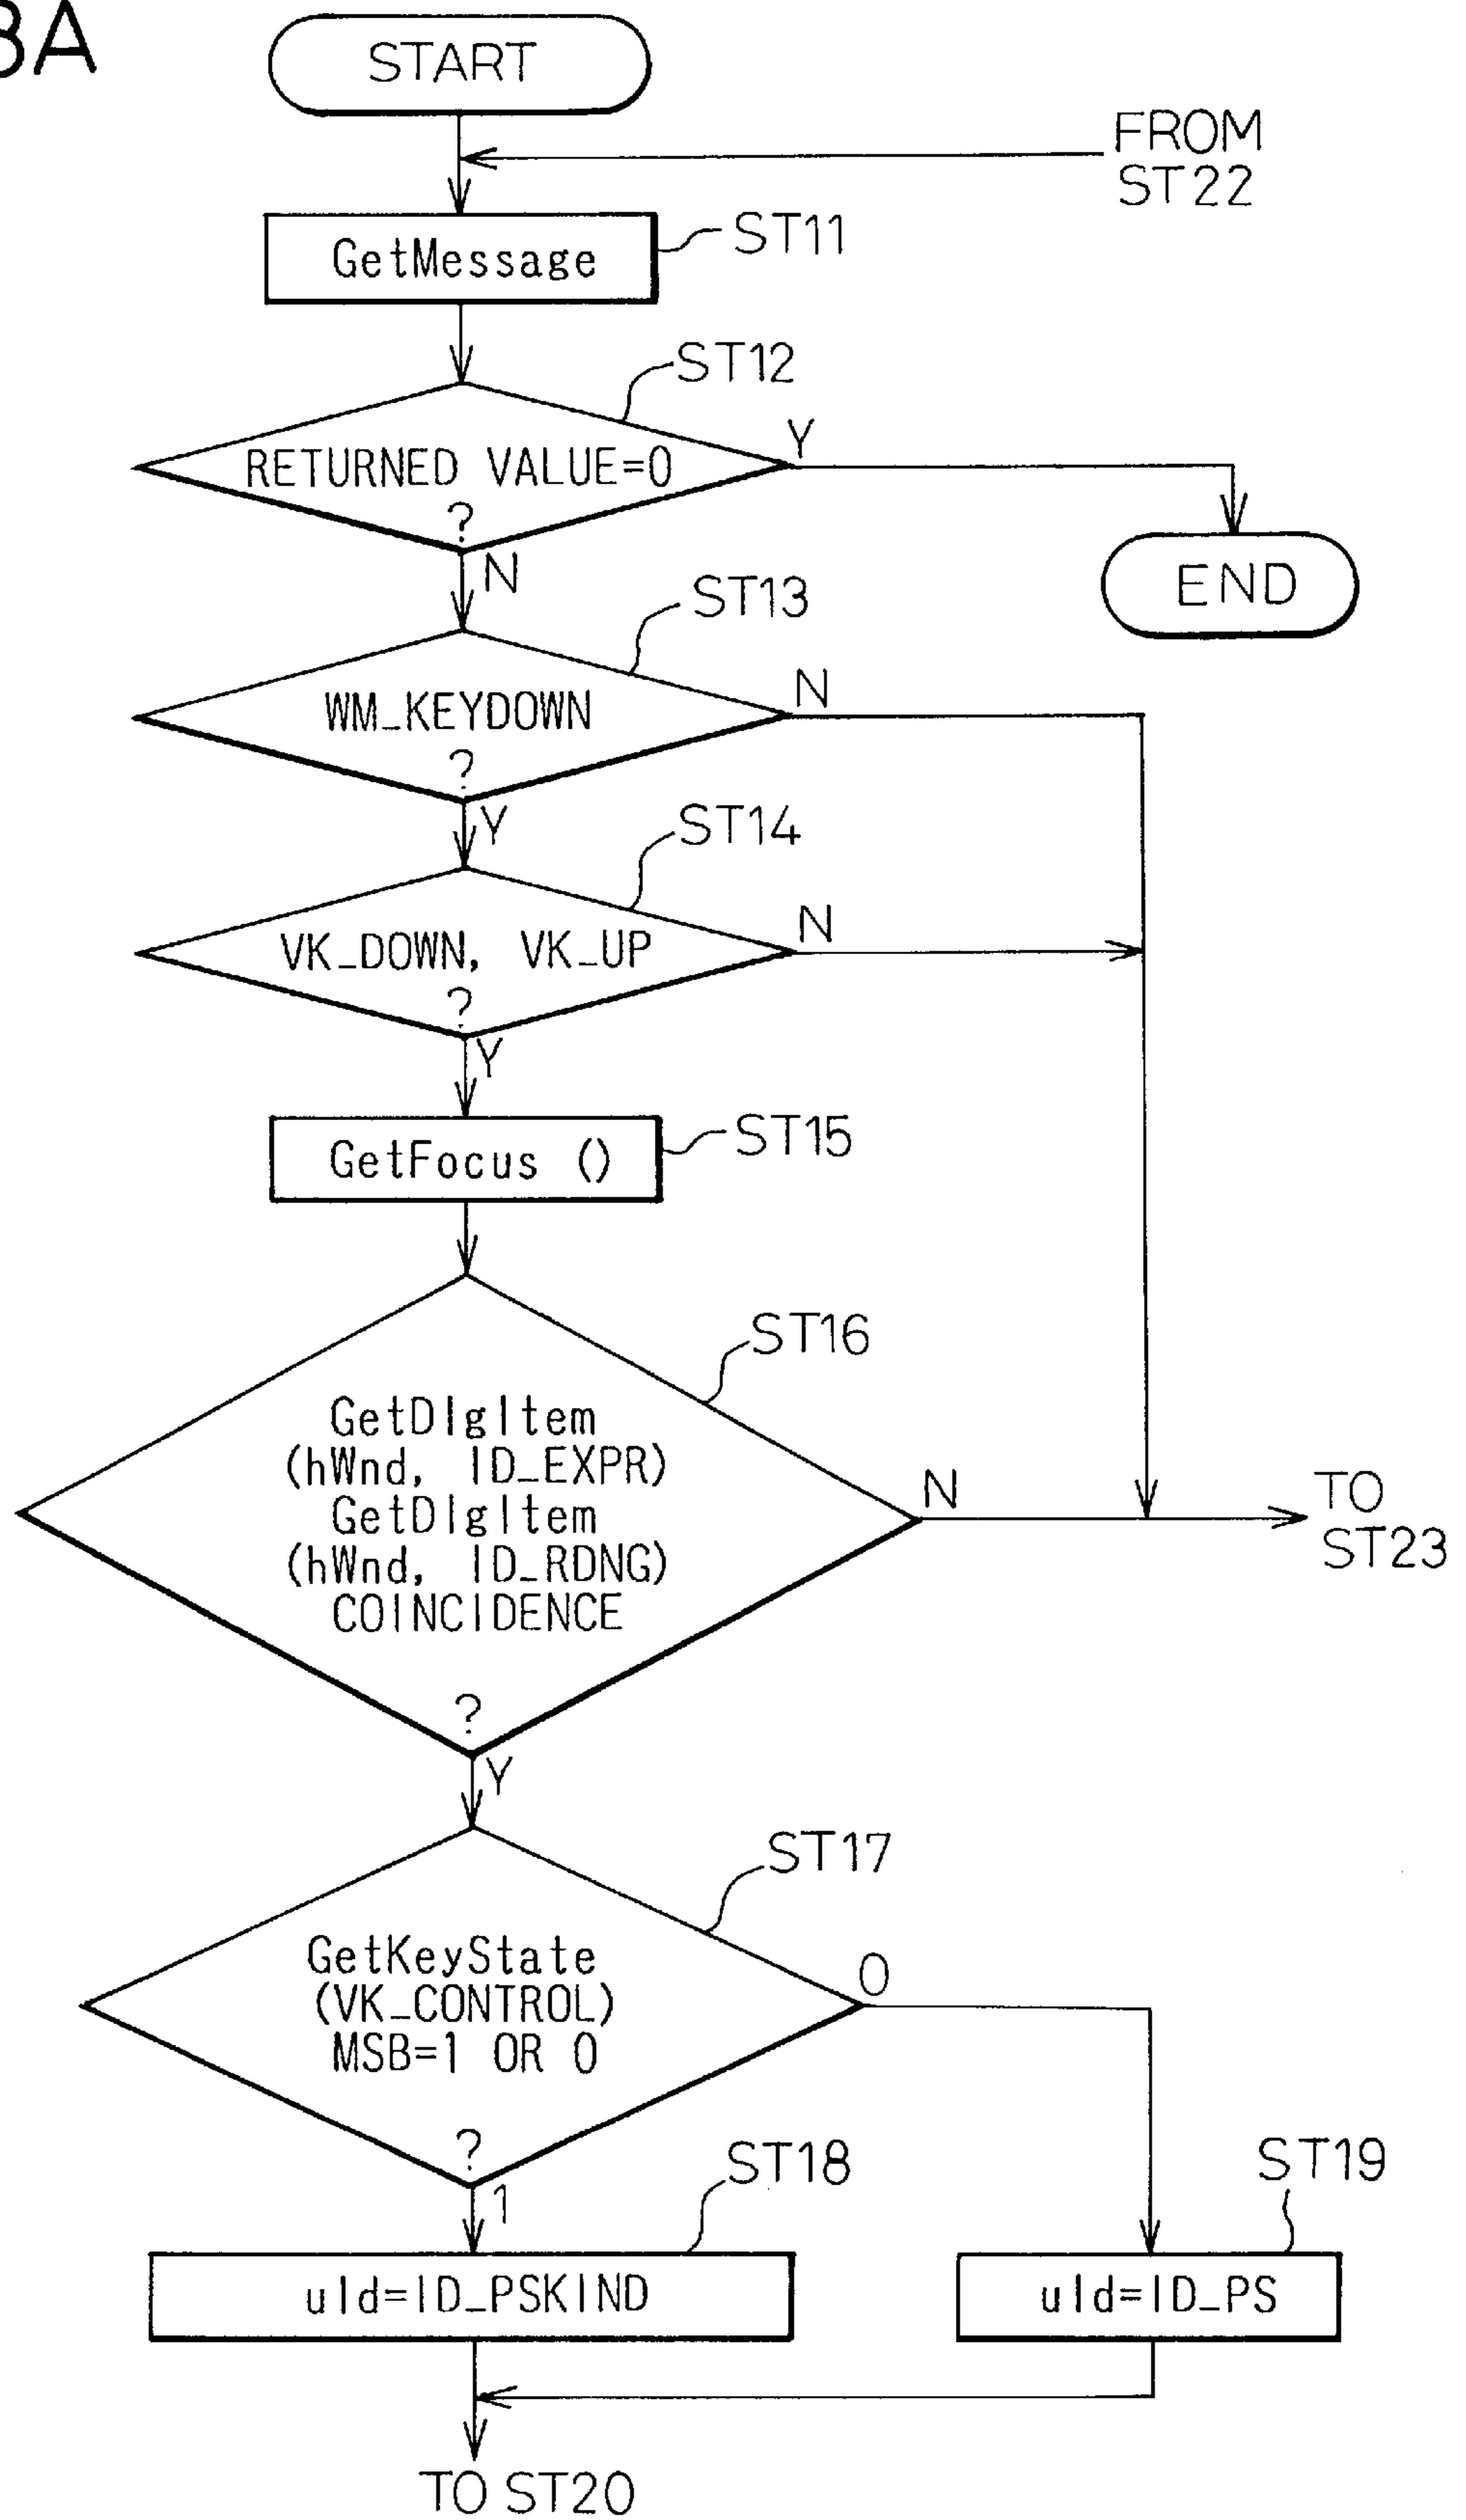 START
FROM
ST22
GetMessage
ST11
ST12
RETURNED VALUE=0
?
Y
N
END
ST13
WM_KEYDOWN
?
N
Y
ST14
VK_DOWN, VK_UP
?
N
Y
GetFocus ()
ST15
ST16
GetDlgItem
(hWnd, ID_EXPR)
GetDlgItem
(hWnd, ID_RDNG)
COINCIDENCE
?
N
TO
ST23
Y
ST17
GetKeyState
(VK_CONTROL)
MSB=1 OR 0
?
0
1
ST18
ST19
uId=ID_PSKIND
uId=ID_PS
TO ST20